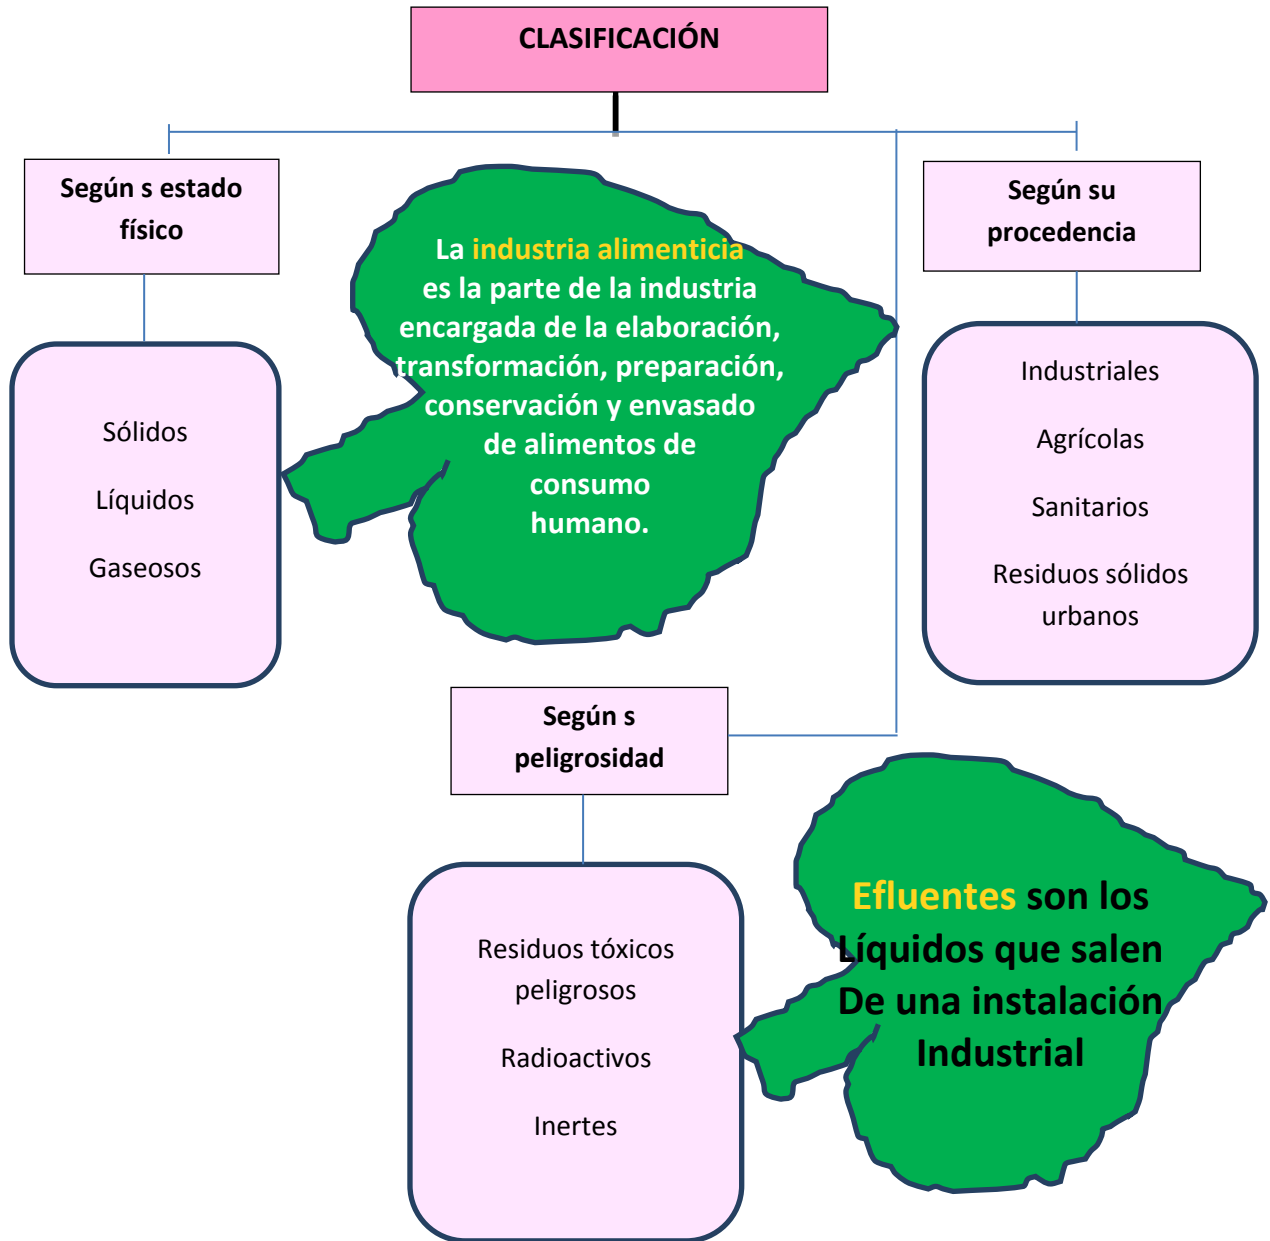 CLASIFICACIÓN
Según s estado
físico
Según su
procedencia
La industria alimenticia
es la parte de la industria
encargada de la elaboración,
transformación, preparación,
conservación y envasado
de alimentos de
consumo
humano.
Sólidos
Líquidos
Gaseosos
Industriales
Agrícolas
Sanitarios
Residuos sólidos
urbanos
Según s
peligrosidad
Residuos tóxicos
peligrosos
Radioactivos
Inertes
Efluentes son los
Líquidos que salen
De una instalación
Industrial